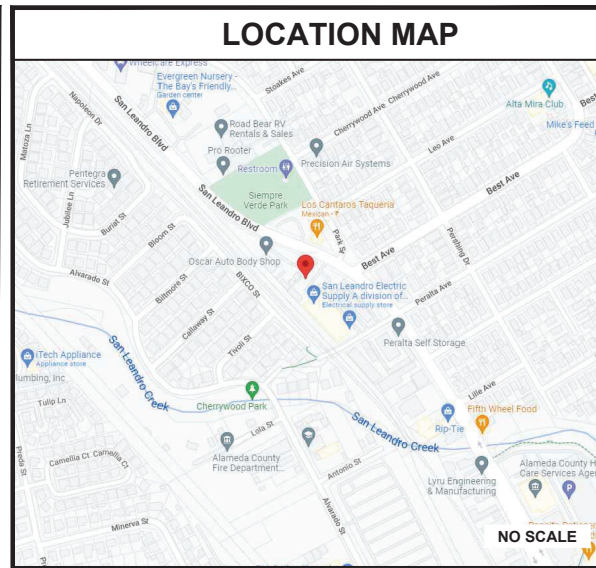 LOCATION MAP
Wheelcare Express
Evergreen Nursery -
The Bay's Friendly...
Garden center
Stoakes Ave
Napoleon Dr
San Leandro Blvd
Matoza Ln
Road Bear RV
Rentals & Sales
Cherrywood Ave
Cherrywood Ave
Alta Mira Club
Best
Mike's Feed
Pro Rooter
Precision Air Systems
Leo Ave
Pentegra
Retirement Services
Restroom
Best Ave
Jubilee Ln
Siempre
Verde Park
San Leandro Blvd
Los Cantaros Taqueria
Mexican · ₹
Buriat St
Bloom St
Park St
Pershing Dr
Oscar Auto Body Shop
Best Ave
Alvarado St
Biltmore St
BIXCO St
San Leandro Electric
Supply A division of...
Electrical supply store
Peralta Ave
Callaway St
San Leandro Creek
Tivoli St
Peralta Self Storage
iTech Appliance
Appliance store
lumbing, Inc
Tulip Ln
Cherrywood Park
Lille Ave
Fifth Wheel Food
Rip-Tie
San Leandro Creek
Lola St
Preda St
Camellia Ct
Camellia Ct
Alameda County
Fire Department...
Antonio St
Lyru Engineering
& Manufacturing
Alameda County H
Care Services Agen
Alvarado St
Minerva St
NO SCALE